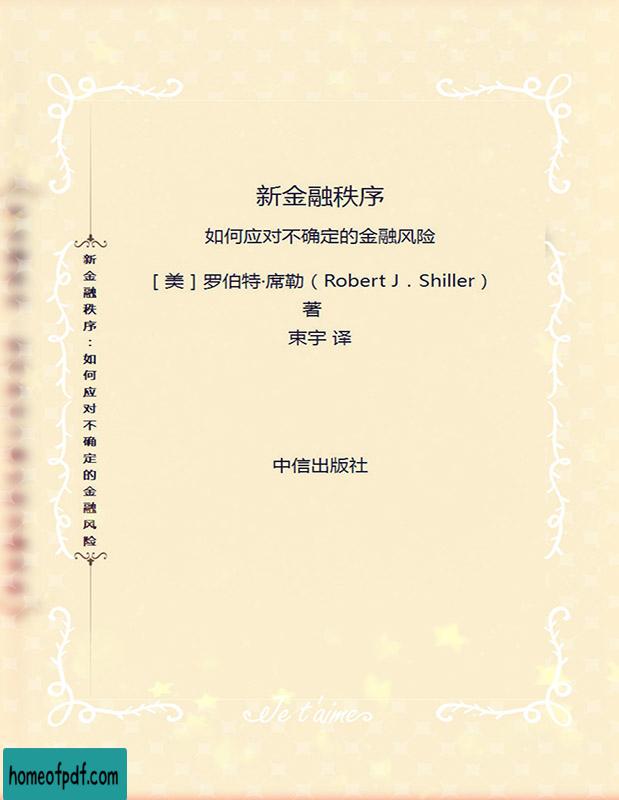 新金融秩序
如何应对不确定的金融风险
[ 美 ] 罗伯特·席勒（Robert J．Shiller）
著
束宇 译
中信出版社
新金融秩序：如何应对不确定的金融风险
Je t'aime
homeofpdf.com